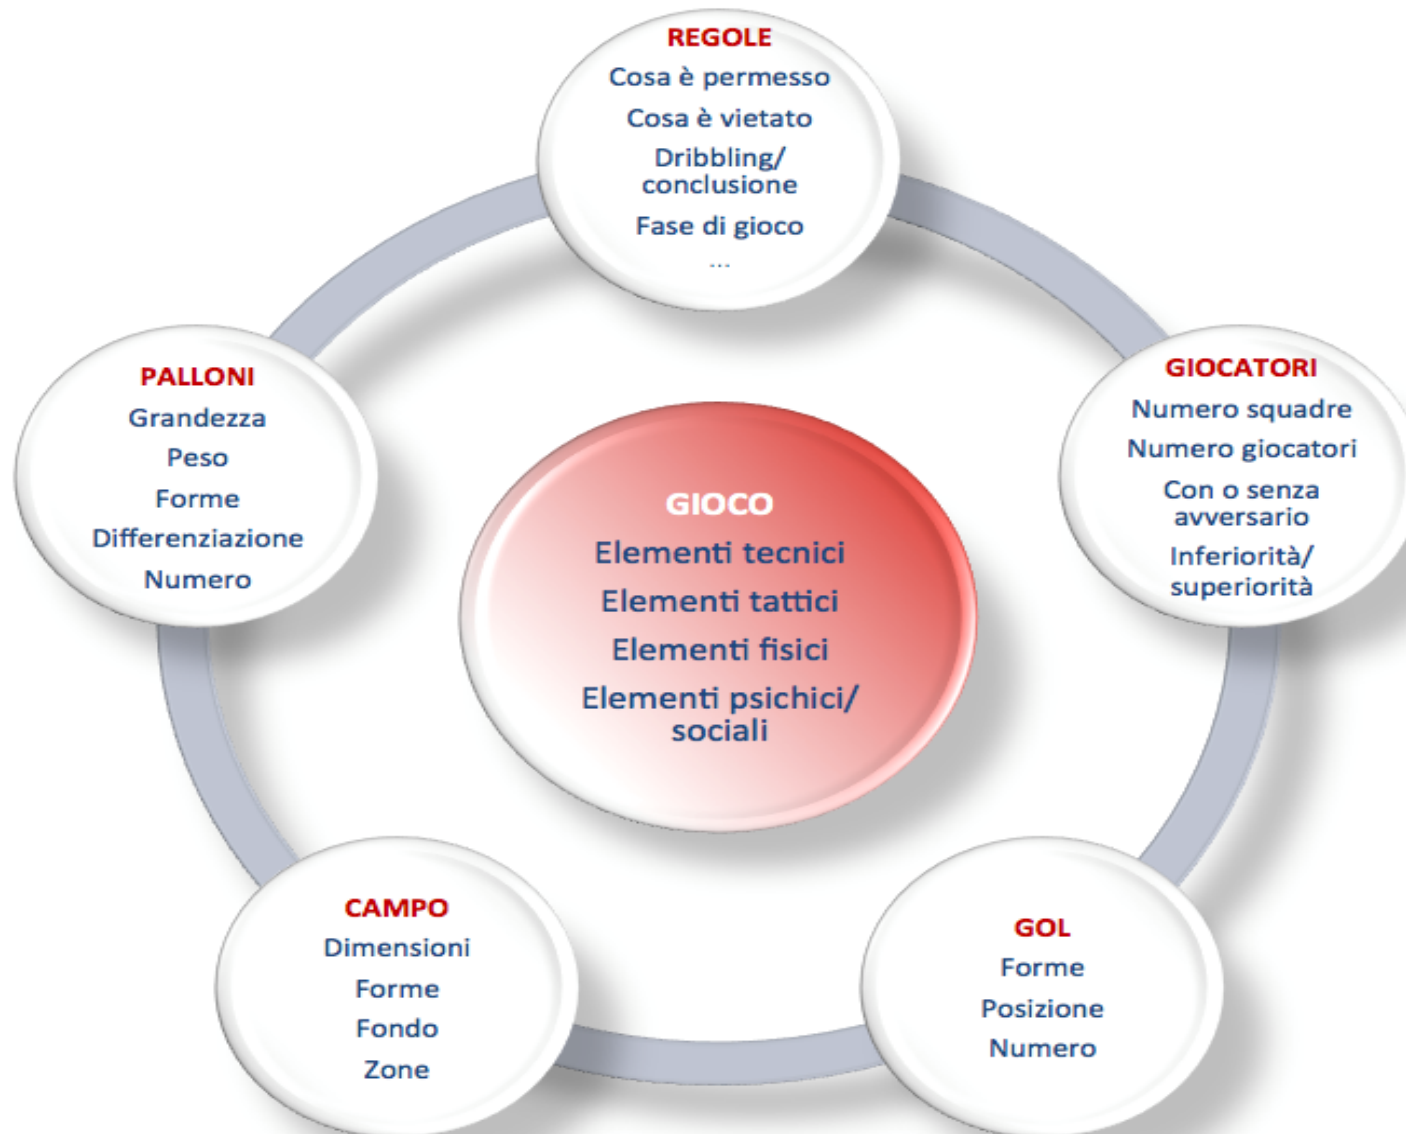 REGOLE
Cosa è permesso
Cosa è vietato
Dribbling/
conclusione
Fase di gioco
...
PALLONI
Grandezza
Peso
Forme
Differenziazione
Numero
GIOCATORI
Numero squadre
Numero giocatori
Con o senza
avversario
Inferiorità/
superiorità
GIOCO
Elementi tecnici
Elementi tattici
Elementi fisici
Elementi psichici/
sociali
CAMPO
Dimensioni
Forme
Fondo
Zone
GOL
Forme
Posizione
Numero